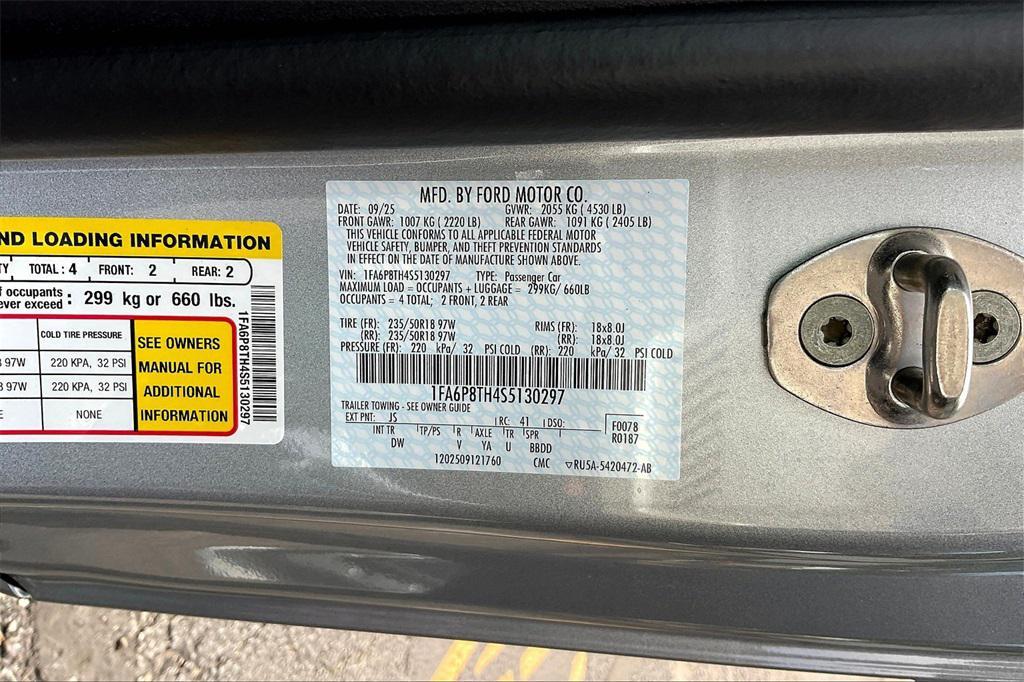 ND LOADING INFORMATION
TY TOTAL : 4 FRONT: 2 REAR: 2
f occupants
ever exceed : 299 kg or 660 lbs.
COLD TIRE PRESSURE
97W 220 KPA, 32 PSI
97W 220 KPA, 32 PSI
E NONE
SEE OWNERS
MANUAL FOR
ADDITIONAL
INFORMATION
1FA6P8TH4S5130297
MFD. BY FORD MOTOR CO.
DATE: 09/25 GVWR: 2055 KG ( 4530 LB)
FRONT GAWR: 1007 KG ( 2220 LB) REAR GAWR: 1091 KG ( 2405 LB)
THIS VEHICLE CONFORMS TO ALL APPLICABLE FEDERAL MOTOR
VEHICLE SAFETY, BUMPER, AND THEFT PREVENTION STANDARDS
IN EFFECT ON THE DATE OF MANUFACTURE SHOWN ABOVE.
VIN: 1FA6P8TH4S5130297 TYPE: Passenger Car
MAXIMUM LOAD = OCCUPANTS + LUGGAGE = 299KG/ 660LB
OCCUPANTS = 4 TOTAL; 2 FRONT, 2 REAR
TIRE (FR): 235/50R18 97W RIMS (FR): 18x8.0J
(RR): 235/50R18 97W (RR): 18x8.0J
PRESSURE (FR): 220 kPa/ 32 PSI COLD (RR): 220 kPa/ 32 PSI COLD
1FA6P8TH4S5130297
TRAILER TOWING - SEE OWNER GUIDE
EXT PNT: JS RC: 41 DSO: F0078
INT TR TP/PS R AXLE TR SPR R0187
DW V YA U BBDD
1202509121760 CMC ▽RU5A-5420472-AB